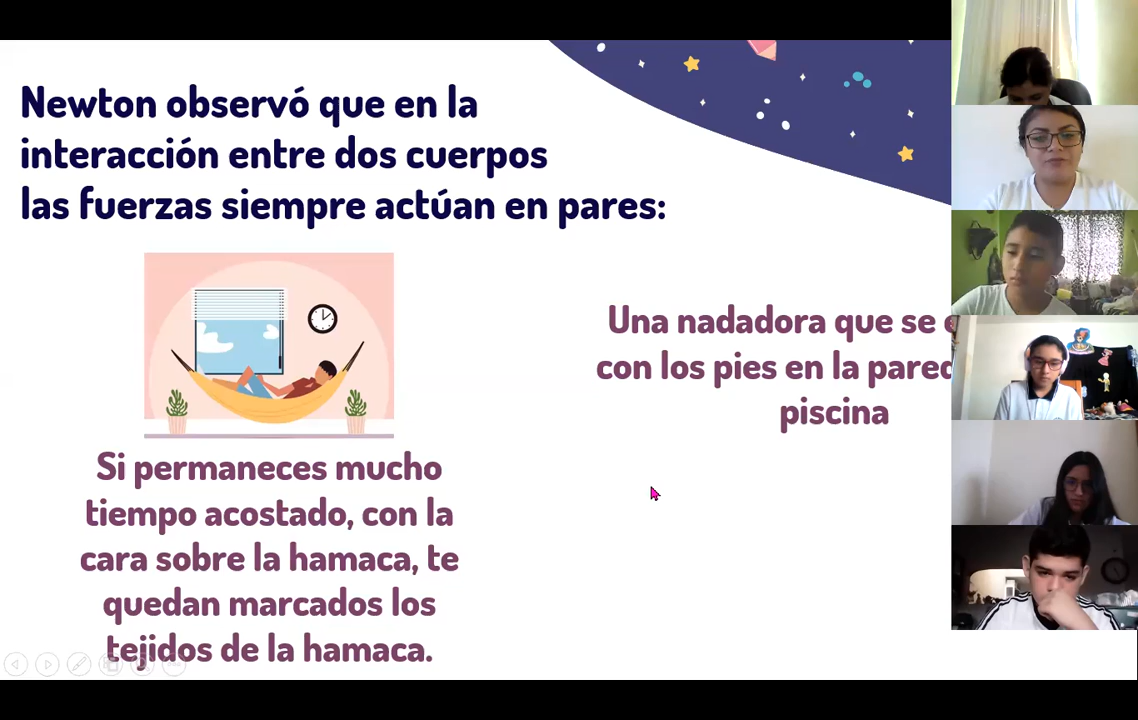 Newton observó que en la
interacción entre dos cuerpos
las fuerzas siempre actúan en pares:
Si permaneces mucho
tiempo acostado, con la
cara sobre la hamaca, te
quedan marcados los
tejidos de la hamaca.
Una nadadora que se
con los pies en la pared
piscina